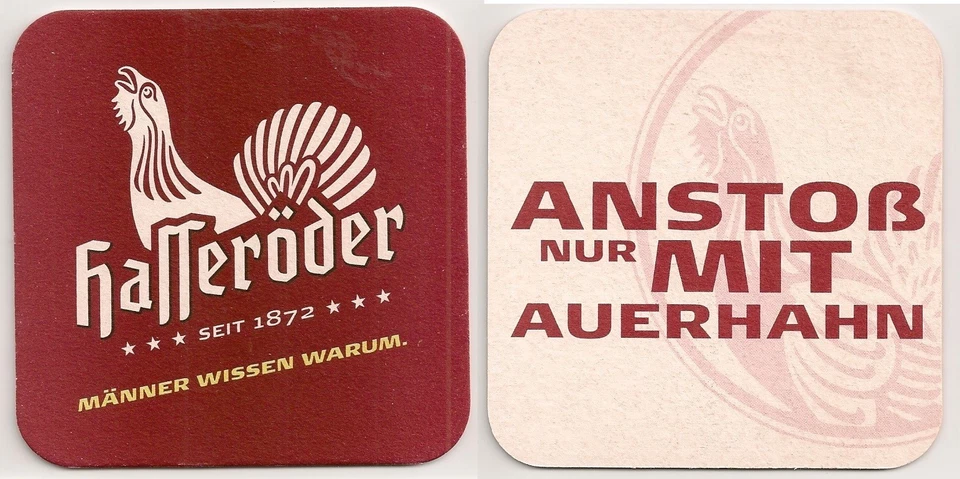 Hasseröder
★ ★ ★ SEIT 1872 ★ ★ ★
MÄNNER WISSEN WARUM.
ANSTOß
NUR MIT
AUERHAHN